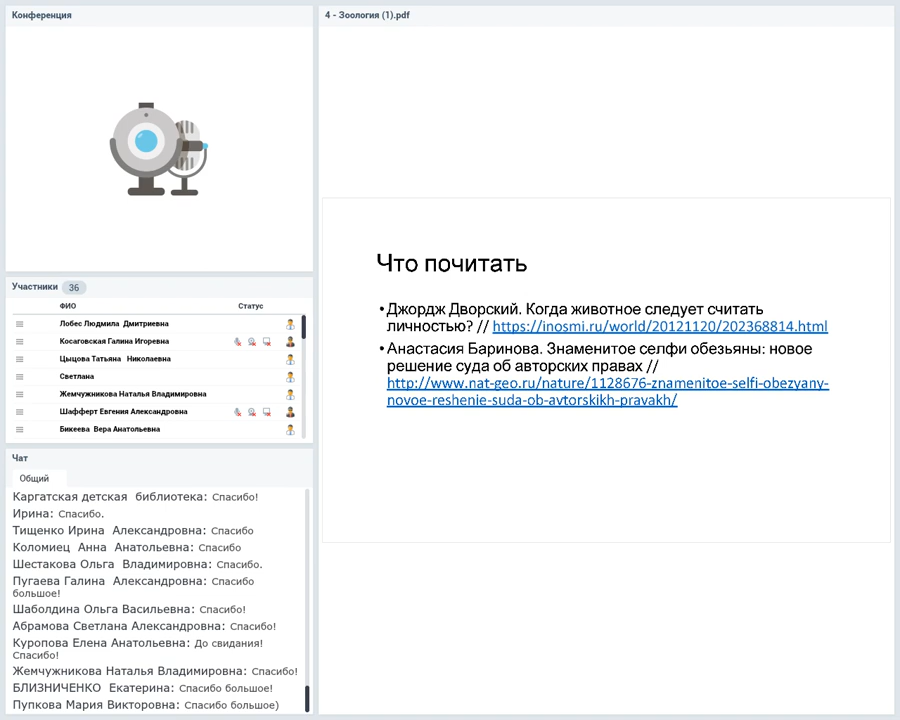 Конференция
Участники 36
ФИО Статус
Лобес Людмила Дмитриевна
Косаговская Галина Игоревна
Цыцова Татьяна Николаевна
Светлана
Жемчужникова Наталья Владимировна
Шафферт Евгения Александровна
Бикеева Вера Анатольевна
Чат
Общий
Каргатская детская библиотека: Спасибо!
Ирина: Спасибо.
Тищенко Ирина Александровна: Спасибо
Коломиец Анна Анатольевна: Спасибо
Шестакова Ольга Владимировна: Спасибо.
Пугаева Галина Александровна: Спасибо
большое!
Шаболдина Ольга Васильевна: Спасибо!
Абрамова Светлана Александровна: Спасибо!
Куропова Елена Анатольевна: До свидания!
Спасибо!
Жемчужникова Наталья Владимировна: Спасибо!
БЛИЗНИЧЕНКО Екатерина: Спасибо большое!
Пупкова Мария Викторовна: Спасибо большое)
4 - Зоология (1).pdf
Что почитать
•Джордж Дворский. Когда животное следует считать
личностью? // https://inosmi.ru/world/20121120/202368814.html
•Анастасия Баринова. Знаменитое селфи обезьяны: новое
решение суда об авторских правах //
http://www.nat-geo.ru/nature/1128676-znamenitoe-selfi-obezyany-
novoe-reshenie-suda-ob-avtorskikh-pravakh/